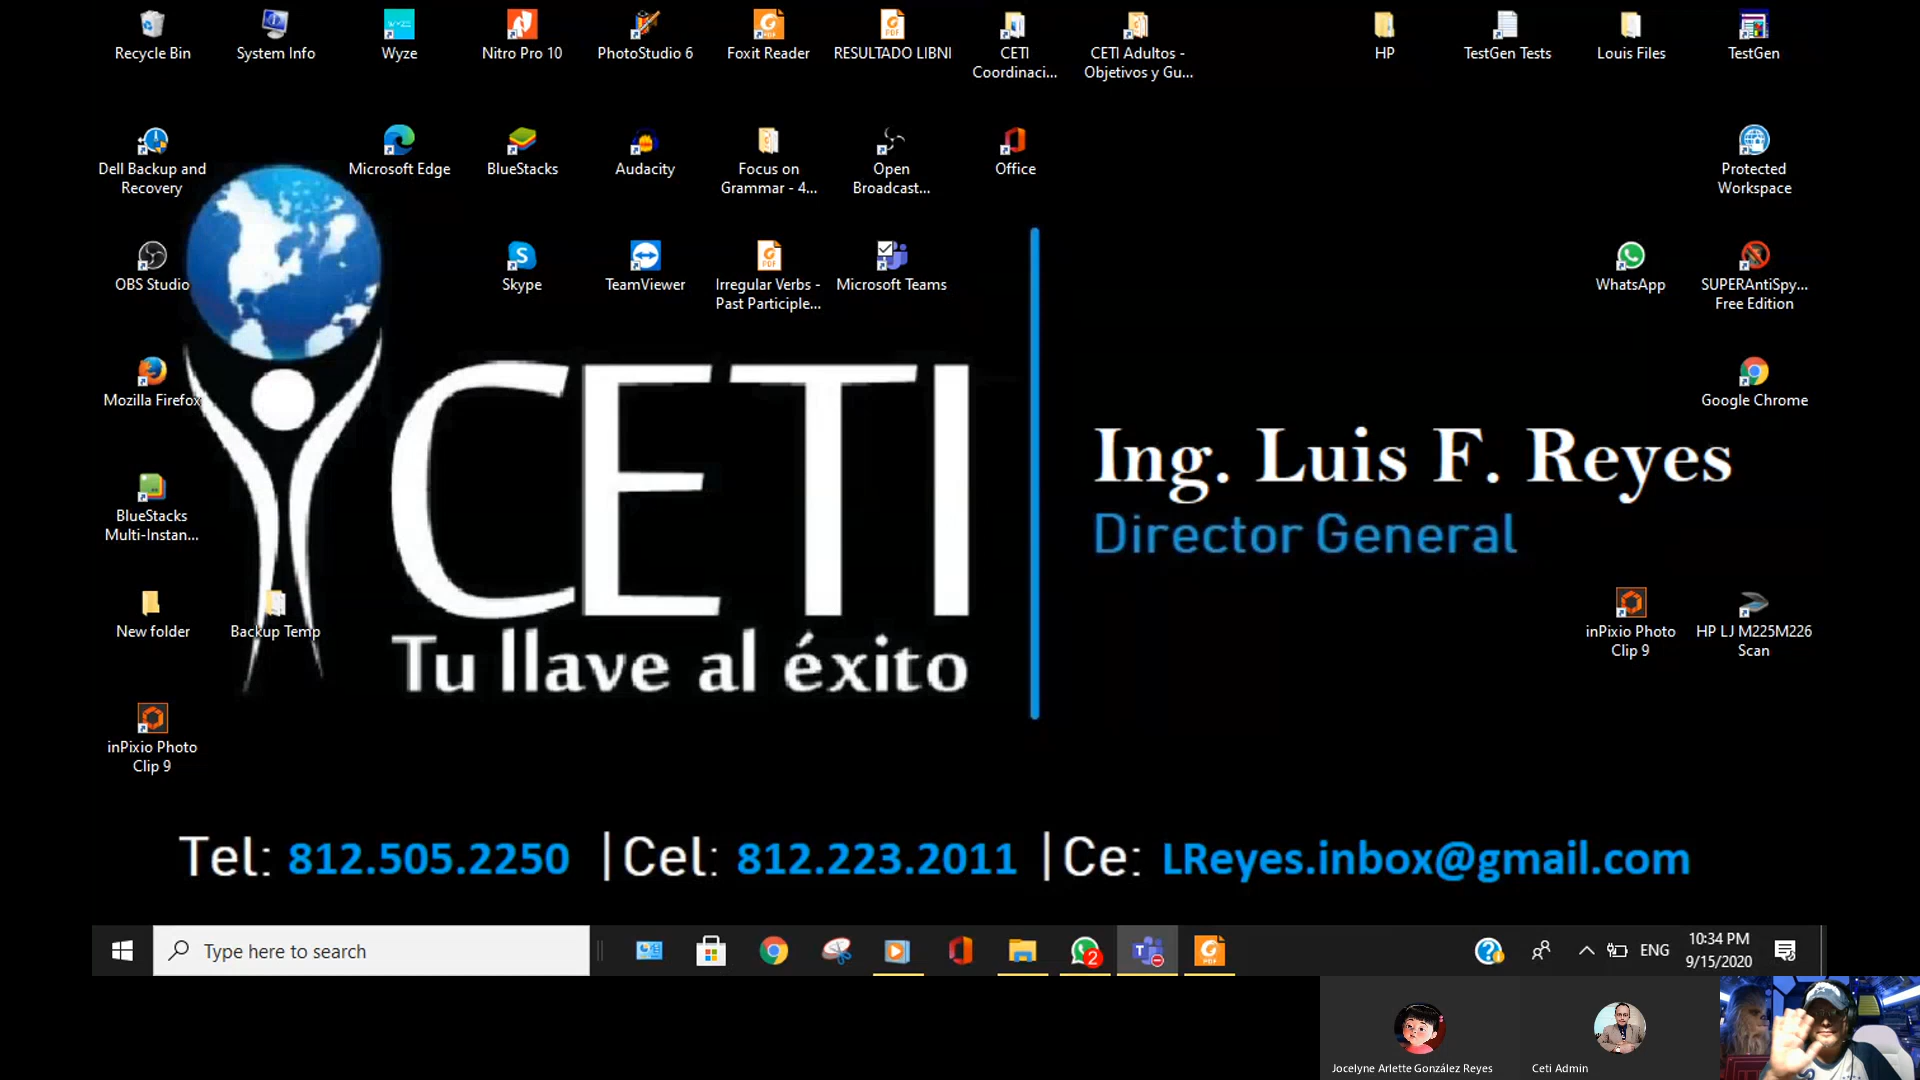 Recycle Bin
System Info
Wyze
Nitro Pro 10
PhotoStudio 6
Foxit Reader
RESULTADO LIBNI
CETI
Coordinaci...
CETI Adultos -
Objetivos y Gu...
HP
TestGen Tests
Louis Files
TestGen
Dell Backup and
Recovery
Microsoft Edge
BlueStacks
Audacity
Focus on
Grammar - 4...
Open
Broadcast...
Office
Protected
Workspace
OBS Studio
Skype
TeamViewer
Irregular Verbs -
Past Participle...
Microsoft Teams
WhatsApp
SUPERAntiSpy...
Free Edition
Mozilla Firefox
Google Chrome
CETI
Tu llave al éxito
Ing. Luis F. Reyes
Director General
BlueStacks
Multi-Instan...
New folder
Backup Temp
inPixio Photo
Clip 9
HP LJ M225M226
Scan
inPixio Photo
Clip 9
Tel: 812.505.2250 | Cel: 812.223.2011 | Ce: LReyes.inbox@gmail.com
Type here to search
2
ENG
10:34 PM
9/15/2020
Jocelyne Arlette González Reyes
Ceti Admin